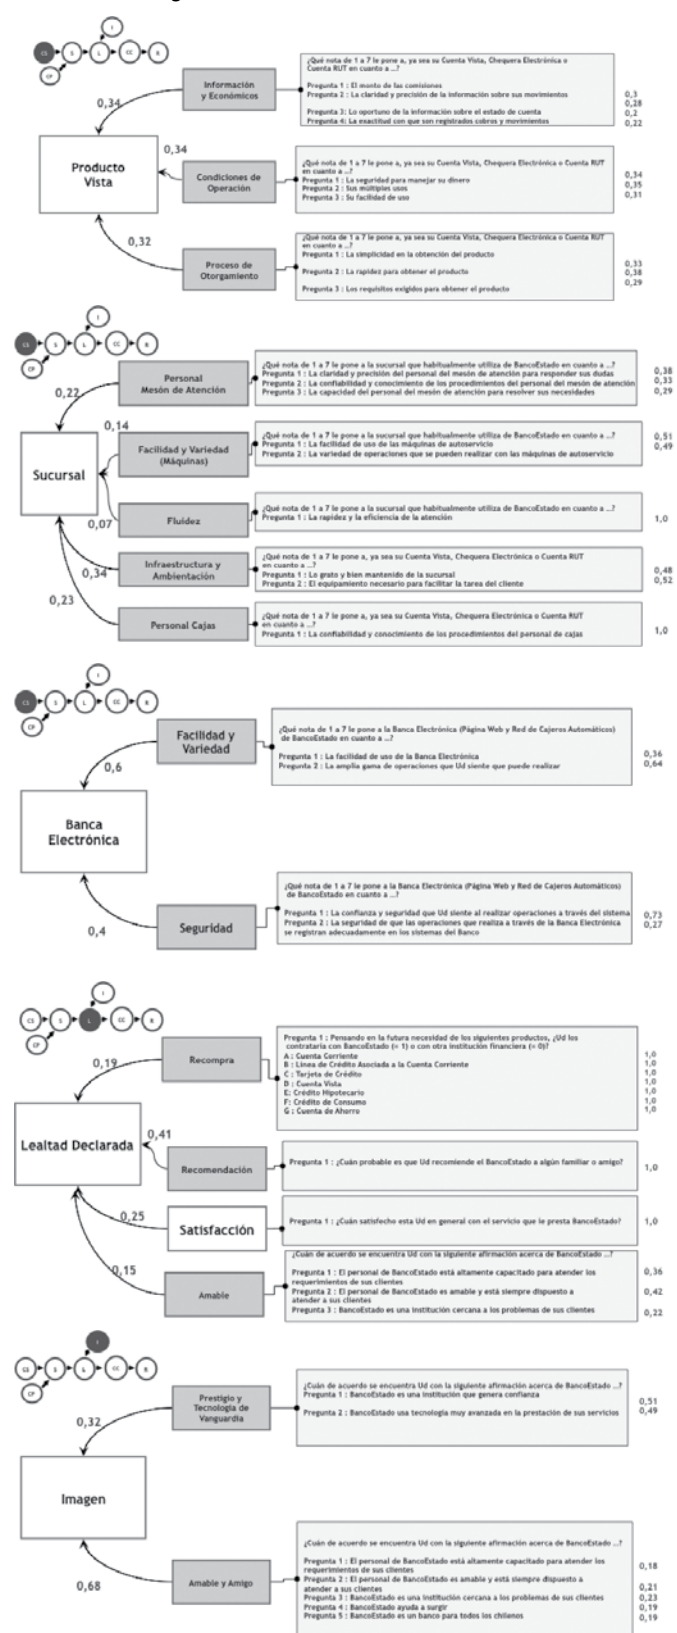 I
CS
S
L
CC
R
CP
Información
y Económicos
¿Qué nota de 1 a 7 le pone a, ya sea su Cuenta Vista, Chequera Electrónica o
Cuenta RUT en cuanto a ...?
Pregunta 1 : El monto de las comisiones
Pregunta 2 : La claridad y precisión de la información sobre sus movimientos
Pregunta 3: Lo oportuno de la información sobre el estado de cuenta
Pregunta 4: La exactitud con que son registrados cobros y movimientos
0,3
0,28
0,2
0,22
0,34
Producto
Vista
0,34
Condiciones de
Operación
¿Qué nota de 1 a 7 le pone a, ya sea su Cuenta Vista, Chequera Electrónica o Cuenta RUT
en cuanto a ...?
Pregunta 1 : La seguridad para manejar su dinero
Pregunta 2 : Sus múltiples usos
Pregunta 3 : Su facilidad de uso
0,34
0,35
0,31
0,32
Proceso de
Otorgamiento
¿Qué nota de 1 a 7 le pone a, ya sea su Cuenta Vista, Chequera Electrónica o Cuenta RUT
en cuanto a ...?
Pregunta 1 : La simplicidad en la obtención del producto
Pregunta 2 : La rapidez para obtener el producto
Pregunta 3 : Los requisitos exigidos para obtener el producto
0,33
0,38
0,29
I
CS
S
L
CC
R
CP
Personal
Mesón de Atención
¿Qué nota de 1 a 7 le pone a la sucursal que habitualmente utiliza de BancoEstado en cuanto a ...?
Pregunta 1 : La claridad y precisión del personal del mesón de atención para responder sus dudas
Pregunta 2 : La confiabilidad y conocimiento de los procedimientos del personal del mesón de atención
Pregunta 3 : La capacidad del personal del mesón de atención para resolver sus necesidades
0,38
0,33
0,29
0,22
0,14
Sucursal
Facilidad y Variedad
(Máquinas)
¿Qué nota de 1 a 7 le pone a la sucursal que habitualmente utiliza de BancoEstado en cuanto a ...?
Pregunta 1 : La facilidad de uso de las máquinas de autoservicio
Pregunta 2 : La variedad de operaciones que se pueden realizar con las máquinas de autoservicio
0,51
0,49
0,07
Fluídez
¿Qué nota de 1 a 7 le pone a la sucursal que habitualmente utiliza de BancoEstado en cuanto a ...?
Pregunta 1 : La rapidez y la eficiencia de la atención
1,0
0,34
Infraestructura y
Ambientación
¿Qué nota de 1 a 7 le pone a, ya sea su Cuenta Vista, Chequera Electrónica o Cuenta RUT
en cuanto a ...?
Pregunta 1 : Lo grato y bien mantenido de la sucursal
Pregunta 2 : El equipamiento necesario para facilitar la tarea del cliente
0,48
0,52
0,23
Personal Cajas
¿Qué nota de 1 a 7 le pone a, ya sea su Cuenta Vista, Chequera Electrónica o Cuenta RUT
en cuanto a ...?
Pregunta 1 : La confiabilidad y conocimiento de los procedimientos del personal de cajas
1,0
I
CS
S
L
CC
R
CP
Facilidad y
Variedad
¿Qué nota de 1 a 7 le pone a la Banca Electrónica (Página Web y Red de Cajeros Automáticos)
de BancoEstado en cuanto a ...?
Pregunta 1 : La facilidad de uso de la Banca Electrónica
Pregunta 2 : La amplia gama de operaciones que Ud siente que puede realizar
0,36
0,64
0,6
Banca
Electrónica
0,4
Seguridad
¿Qué nota de 1 a 7 le pone a la Banca Electrónica (Página Web y Red de Cajeros Automáticos)
de BancoEstado en cuanto a ...?
Pregunta 1 : La confianza y seguridad que Ud siente al realizar operaciones a través del sistema
Pregunta 2 : La seguridad de que las operaciones que realiza a través de la Banca Electrónica
se registran adecuadamente en los sistemas del Banco
0,73
0,27
I
CS
S
L
CC
R
CP
Recompra
Pregunta 1 : Pensando en la futura necesidad de los siguientes productos, ¿Ud los
contrataría con BancoEstado (= 1) o con otra institución financiera (= 0)?
A : Cuenta Corriente
B : Línea de Crédito Asociada a la Cuenta Corriente
C : Tarjeta de Crédito
D : Cuenta Vista
E: Crédito Hipotecario
F: Crédito de Consumo
G : Cuenta de Ahorro
1,0
1,0
1,0
1,0
1,0
1,0
1,0
0,19
Lealtad Declarada
0,41
Recomendación
Pregunta 1 : ¿Cuán probable es que Ud recomiende el BancoEstado a algún familiar o amigo?
1,0
0,25
Satisfacción
Pregunta 1 : ¿Cuán satisfecho esta Ud en general con el servicio que le presta BancoEstado?
1,0
0,15
Amable
¿Cuán de acuerdo se encuentra Ud con la siguiente afirmación acerca de BancoEstado ...?
Pregunta 1 : El personal de BancoEstado está altamente capacitado para atender los
requerimientos de sus clientes
Pregunta 2 : El personal de BancoEstado es amable y está siempre dispuesto a
atender a sus clientes
Pregunta 3 : BancoEstado es una institución cercana a los problemas de sus clientes
0,36
0,42
0,22
I
CS
S
L
CC
R
CP
Prestigio y
Tecnología de
Vanguardia
¿Cuán de acuerdo se encuentra Ud con la siguiente afirmación acerca de BancoEstado ...?
Pregunta 1 : BancoEstado es una institución que genera confianza
Pregunta 2 : BancoEstado usa tecnología muy avanzada en la prestación de sus servicios
0,51
0,49
0,32
Imagen
0,68
Amable y Amigo
¿Cuán de acuerdo se encuentra Ud con la siguiente afirmación acerca de BancoEstado ...?
Pregunta 1 : El personal de BancoEstado está altamente capacitado para atender los
requerimientos de sus clientes
Pregunta 2 : El personal de BancoEstado es amable y está siempre dispuesto a
atender a sus clientes
Pregunta 3 : BancoEstado es una institución cercana a los problemas de sus clientes
Pregunta 4 : BancoEstado ayuda a surgir
Pregunta 5 : BancoEstado es un banco para todos los chilenos
0,18
0,21
0,23
0,19
0,19